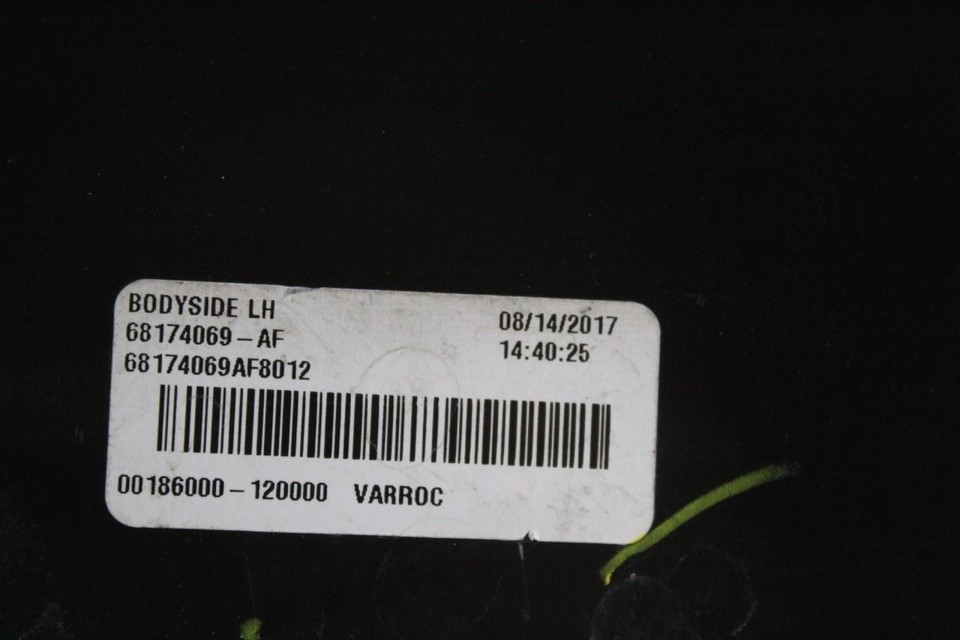 BODYSIDE LH
68174069-AF
68174069AF8012
08/14/2017
14:40:25
00186000-120000 VARROC